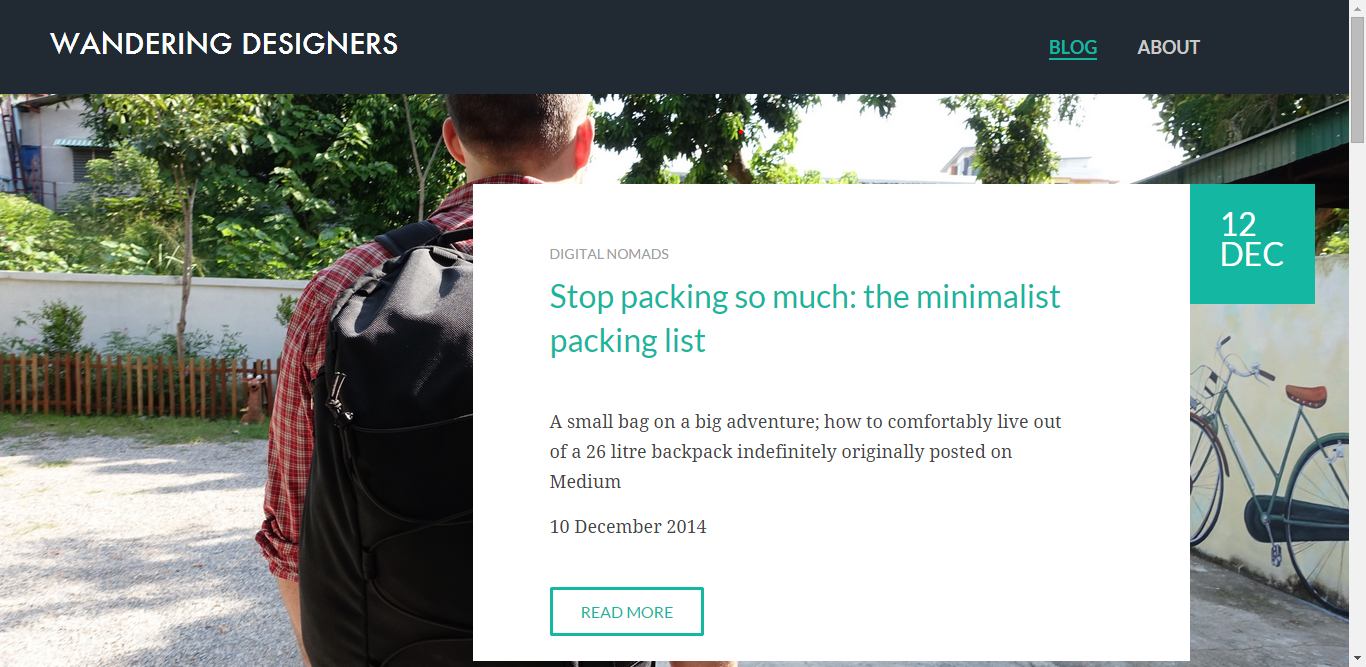 WANDERING DESIGNERS
BLOG
ABOUT
12
DEC
DIGITAL NOMADS
Stop packing so much: the minimalist
packing list
A small bag on a big adventure; how to comfortably live out
of a 26 litre backpack indefinitely originally posted on
Medium
10 December 2014
READ MORE